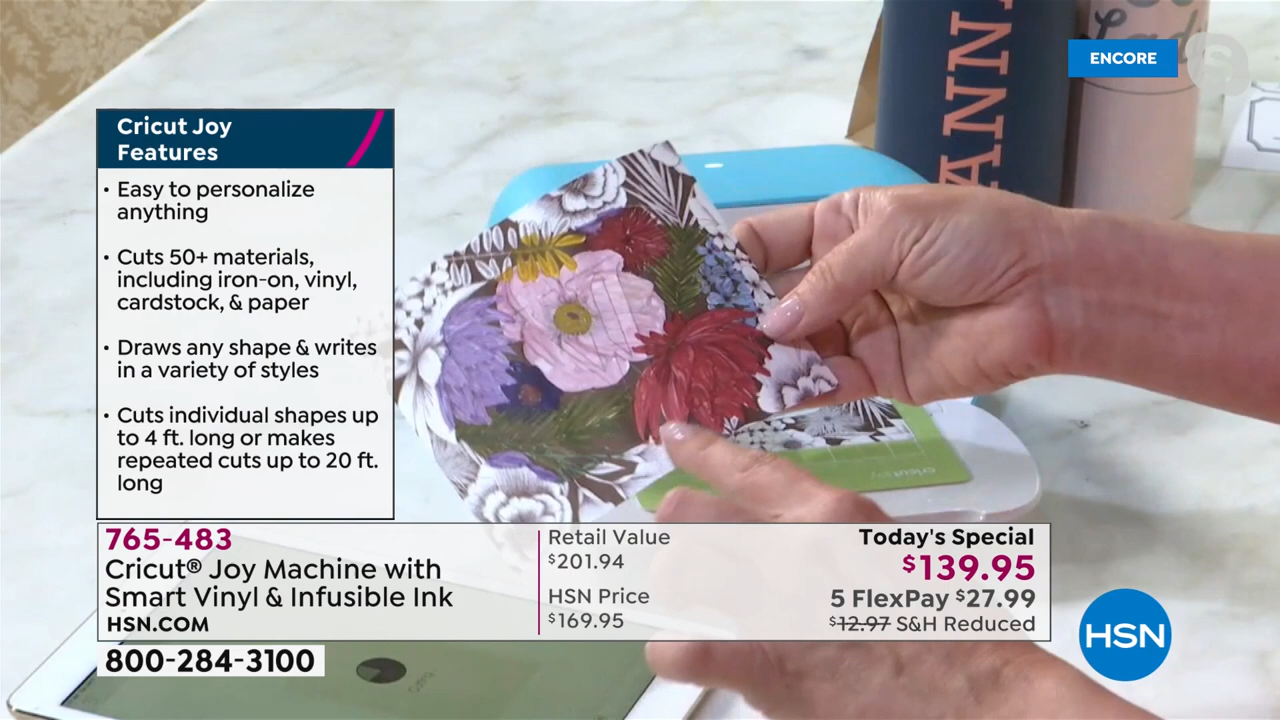 ENCORE
Cricut Joy
Features
• Easy to personalize
anything
• Cuts 50+ materials,
including iron-on, vinyl,
cardstock, & paper
• Draws any shape & writes
in a variety of styles
• Cuts individual shapes up
to 4 ft. long or makes
repeated cuts up to 20 ft.
long
ANN
Lad
cricut joy
765-483
Cricut® Joy Machine with
Smart Vinyl & Infusible Ink
HSN.COM
Retail Value
$201.94
HSN Price
$169.95
Today's Special
$139.95
5 FlexPay $27.99
$12.97 S&H Reduced
800-284-3100
HSN